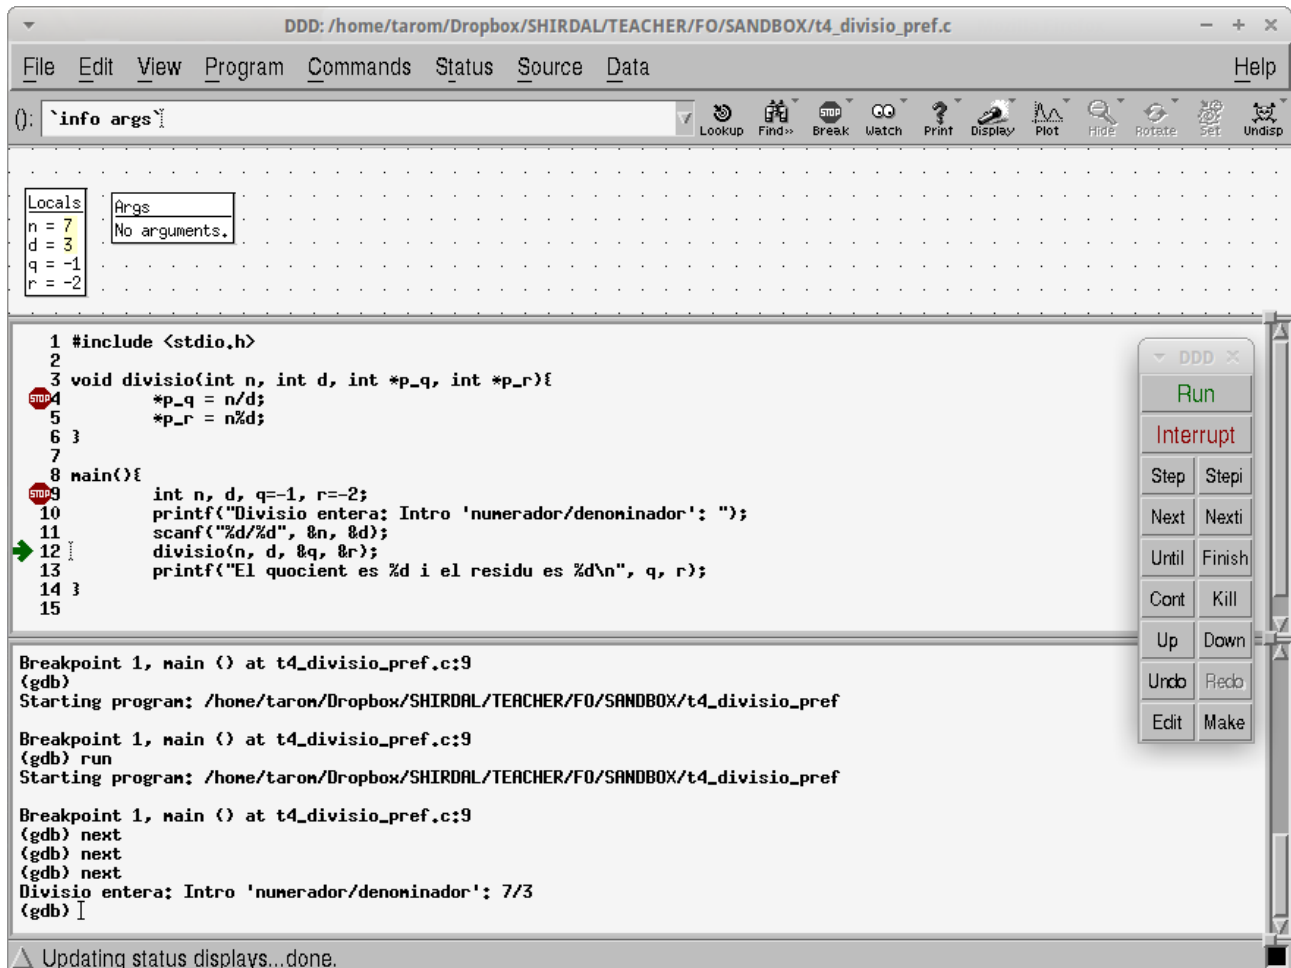 DDD: /home/tarom/Dropbox/SHIRDAL/TEACHER/FO/SANDBOX/t4_divisio_pref.c
File Edit View Program Commands Status Source Data Help
(): `info args`
Lookup Find» Break Watch Print Display Plot Hide Rotate Set Undisp
Locals
n = 7
d = 3
q = -1
r = -2
Args
No arguments.
1 #include <stdio.h>
2
3 void divisio(int n, int d, int *p_q, int *p_r){
STOP 4 *p_q = n/d;
5 *p_r = n%d;
6 }
7
8 main(){
STOP 9 int n, d, q=-1, r=-2;
10 printf("Divisio entera: Intro 'numerador/denominador': ");
11 scanf("%d/%d", &n, &d);
12 divisio(n, d, &q, &r);
13 printf("El quocient es %d i el residu es %d\n", q, r);
14 }
15
DDD
Run
Interrupt
Step Stepi
Next Nexti
Until Finish
Cont Kill
Up Down
Undo Redo
Edit Make
Breakpoint 1, main () at t4_divisio_pref.c:9
(gdb)
Starting program: /home/tarom/Dropbox/SHIRDAL/TEACHER/FO/SANDBOX/t4_divisio_pref
Breakpoint 1, main () at t4_divisio_pref.c:9
(gdb) run
Starting program: /home/tarom/Dropbox/SHIRDAL/TEACHER/FO/SANDBOX/t4_divisio_pref
Breakpoint 1, main () at t4_divisio_pref.c:9
(gdb) next
(gdb) next
(gdb) next
Divisio entera: Intro 'numerador/denominador': 7/3
(gdb)
Updating status displays...done.